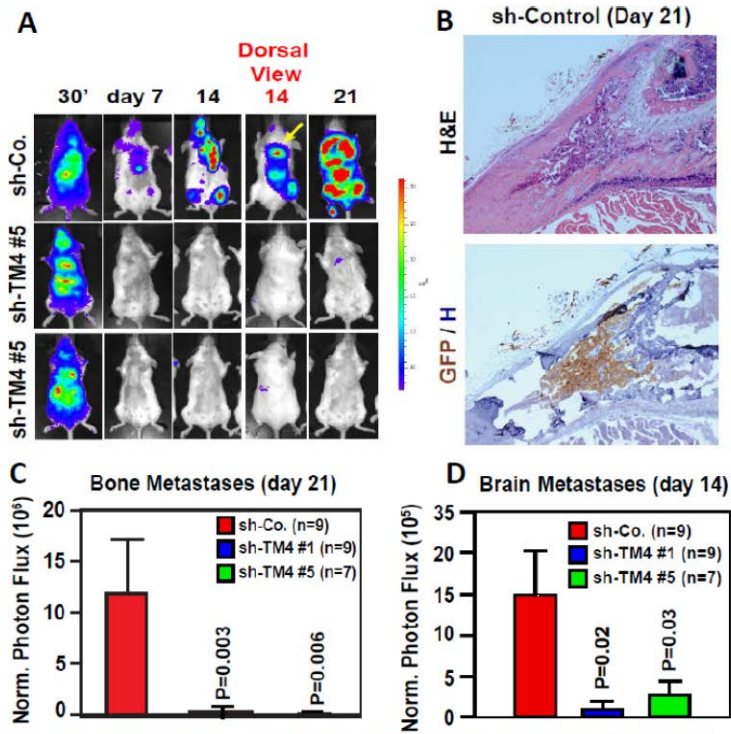 A
Dorsal
View
30' day 7 14 14 21
sh-Co.
sh-TM4 #5
sh-TM4 #5
B
sh-Control (Day 21)
H&E
GFP / H
C
Bone Metastases (day 21)
Norm. Photon Flux (10⁶)
20
15
10
5
0
sh-Co. (n=9)
sh-TM4 #1 (n=9)
sh-TM4 #5 (n=7)
P=0.003
P=0.006
D
Brain Metastases (day 14)
Norm. Photon Flux (10⁵)
35
20
15
5
0
sh-Co. (n=9)
sh-TM4 #1 (n=9)
sh-TM4 #5 (n=7)
P=0.02
P=0.03